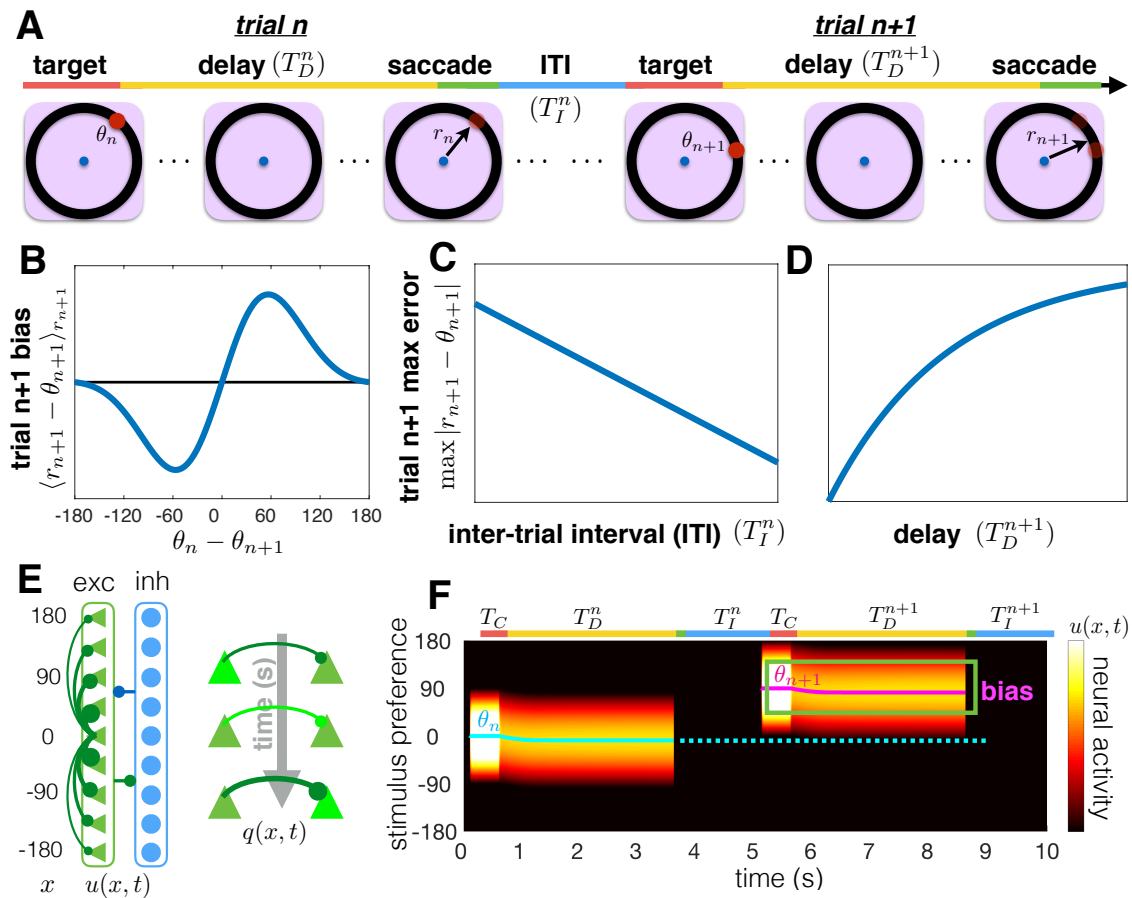 A
trial n
trial n+1
target
delay (T_D^n)
saccade
ITI
(T_I^n)
target
delay (T_D^{n+1})
saccade
θ_n
r_n
θ_{n+1}
r_{n+1}
B
trial n+1 bias
⟨r_{n+1} − θ_{n+1}⟩_{r_{n+1}}
-180 -120 -60 0 60 120 180
θ_n − θ_{n+1}
C
trial n+1 max error
max |r_{n+1} − θ_{n+1}|
inter-trial interval (ITI) (T_I^n)
D
delay (T_D^{n+1})
E
exc inh
180
90
0
-90
-180
x u(x, t)
time (s)
q(x, t)
F
T_C T_D^n T_I^n T_C T_D^{n+1} T_I^{n+1}
u(x, t)
stimulus preference
180
90
0
-90
-180
θ_n
θ_{n+1}
bias
neural activity
0 1 2 3 4 5 6 7 8 9 10
time (s)